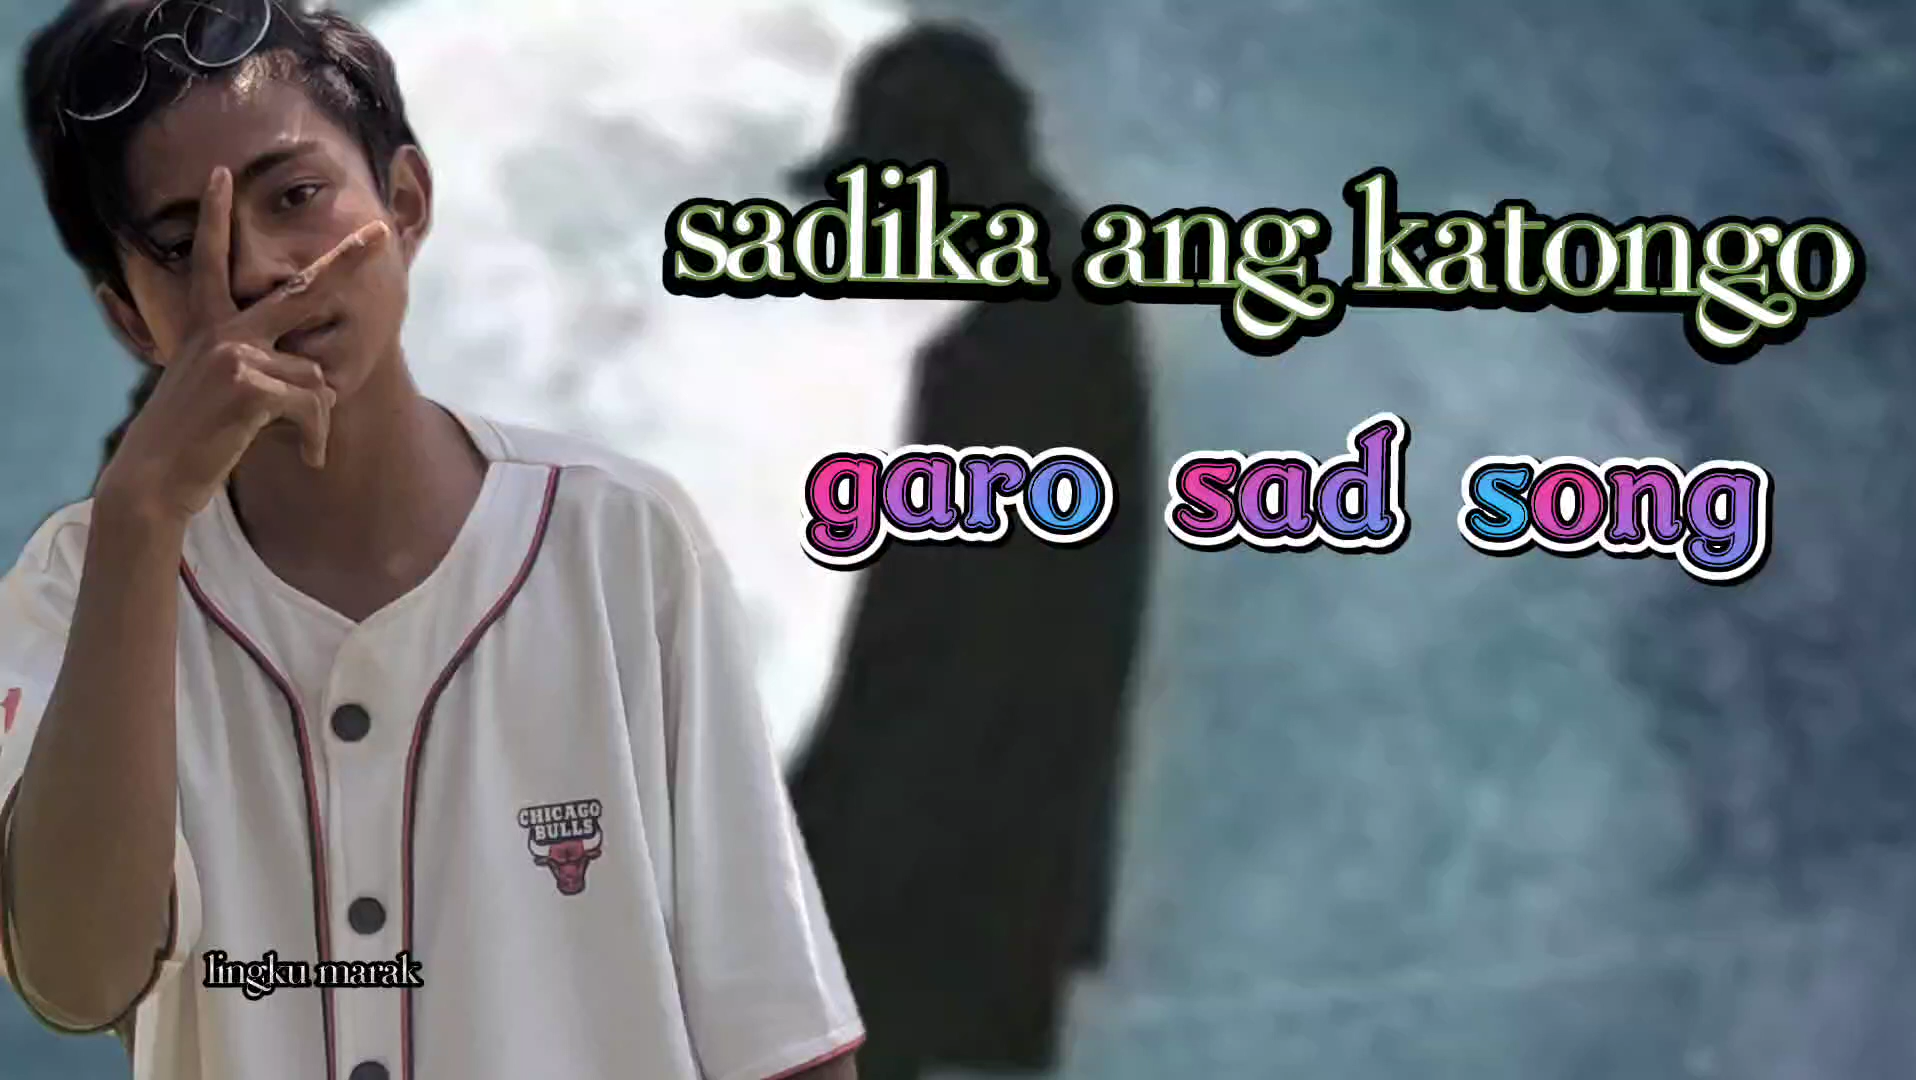 sadika ang katongo
garo sad song
CHICAGO
BULLS
lingku marak